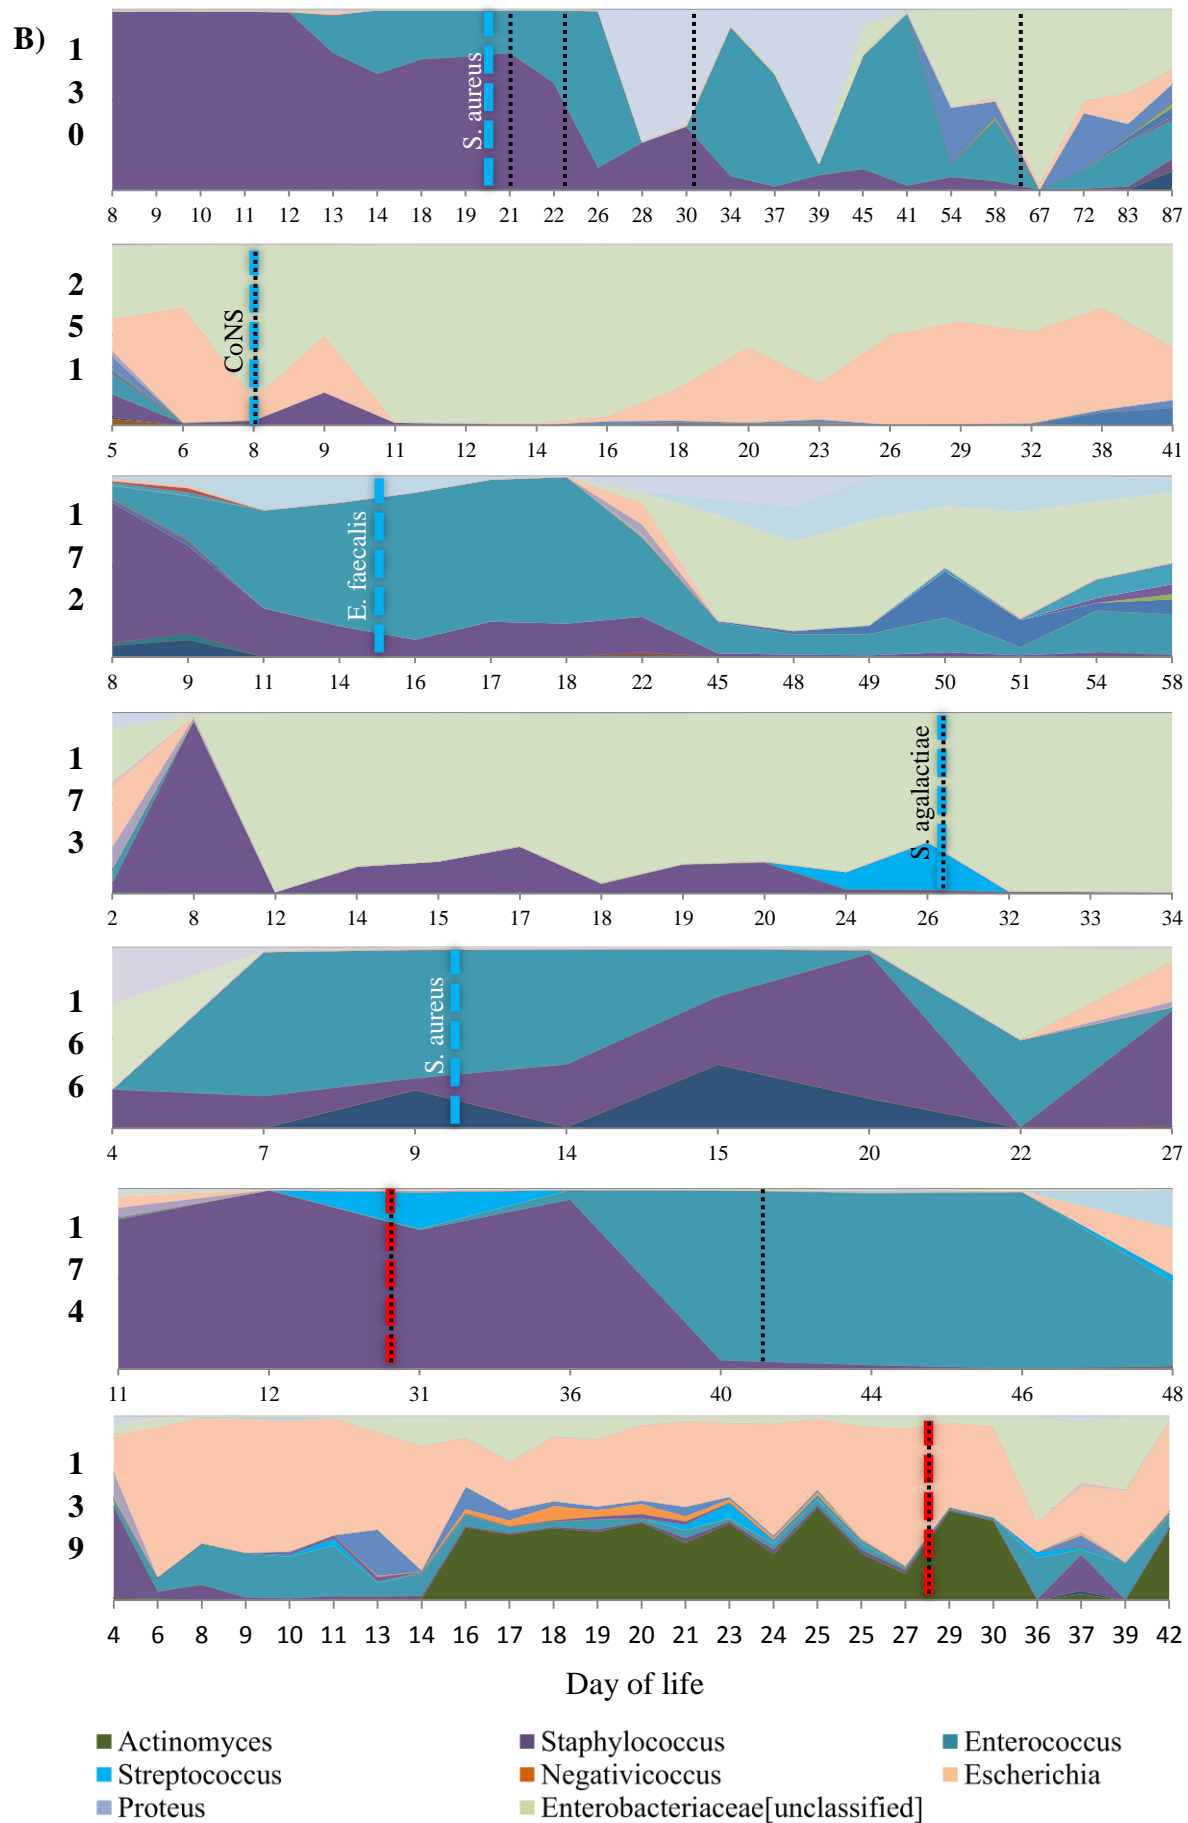 B)
1
3
0
S. aureus
8 9 10 11 12 13 14 18 19 21 22 26 28 30 34 37 39 45 41 54 58 67 72 83 87
2
5
1
CoNS
5 6 8 9 11 12 14 16 18 20 23 26 29 32 38 41
1
7
2
E. faecalis
8 9 11 14 16 17 18 22 45 48 49 50 51 54 58
1
7
3
S. agalactiae
2 8 12 14 15 17 18 19 20 24 26 32 33 34
1
6
6
S. aureus
4 7 9 14 15 20 22 27
1
7
4
11 12 31 36 40 44 46 48
1
3
9
4 6 8 9 10 11 13 14 16 17 18 19 20 21 23 24 25 25 27 29 30 36 37 39 42
Day of life
Actinomyces Staphylococcus Enterococcus
Streptococcus Negativicoccus Escherichia
Proteus Enterobacteriaceae[unclassified]